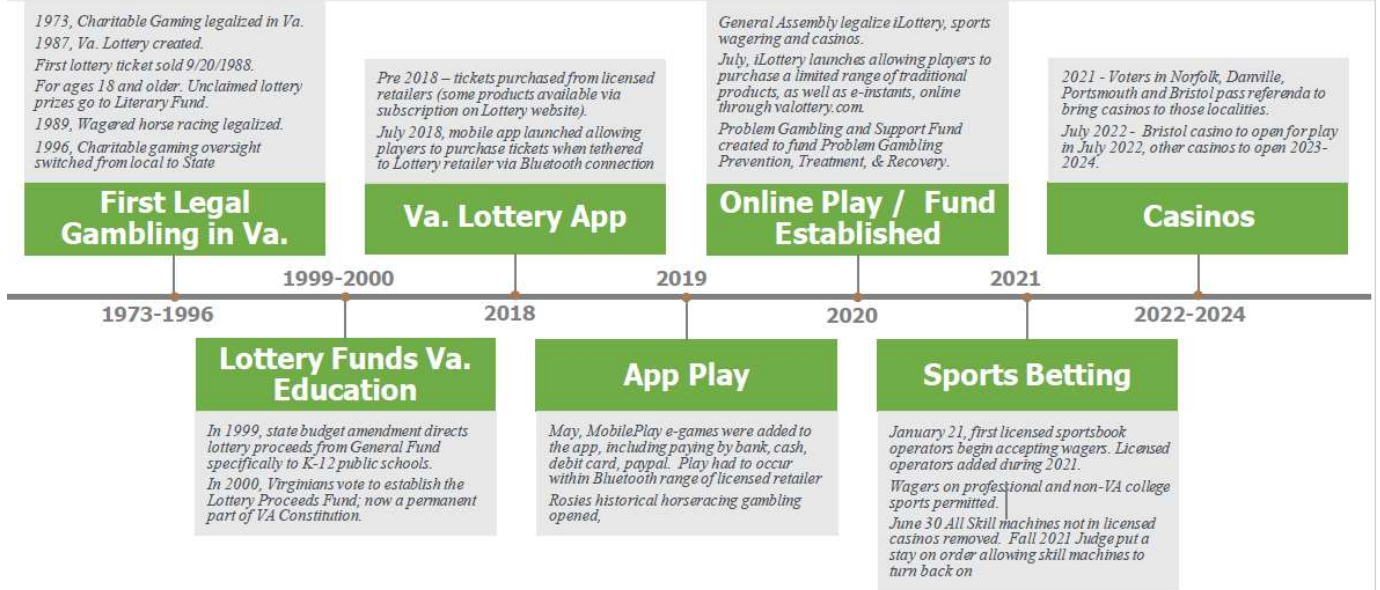 1973, Charitable Gaming legalized in Va.
1987, Va. Lottery created.
First lottery ticket sold 9/20/1988.
For ages 18 and older. Unclaimed lottery
prizes go to Literary Fund.
1989, Wagered horse racing legalized.
1996, Charitable gaming oversight
switched from local to State
First Legal
Gambling in Va.
1973-1996
1999-2000
Lottery Funds Va.
Education
In 1999, state budget amendment directs
lottery proceeds from General Fund
specifically to K-12 public schools.
In 2000, Virginians vote to establish the
Lottery Proceeds Fund; now a permanent
part of VA Constitution.
Pre 2018 – tickets purchased from licensed
retailers (some products available via
subscription on Lottery website).
July 2018, mobile app launched allowing
players to purchase tickets when tethered
to Lottery retailer via Bluetooth connection
Va. Lottery App
2018
2019
App Play
May, MobilePlay e-games were added to
the app, including paying by bank, cash,
debit card, paypal. Play had to occur
within Bluetooth range of licensed retailer
Rosies historical horseracing gambling
opened,
General Assembly legalize iLottery, sports
wagering and casinos.
July, iLottery launches allowing players to
purchase a limited range of traditional
products, as well as e-instants, online
through valottery.com.
Problem Gambling and Support Fund
created to fund Problem Gambling
Prevention, Treatment, & Recovery.
Online Play / Fund
Established
2020
2021
Sports Betting
January 21, first licensed sportsbook
operators begin accepting wagers. Licensed
operators added during 2021.
Wagers on professional and non-VA college
sports permitted.
June 30 All Skill machines not in licensed
casinos removed. Fall 2021 Judge put a
stay on order allowing skill machines to
turn back on
2021 - Voters in Norfolk, Danville,
Portsmouth and Bristol pass referenda to
bring casinos to those localities.
July 2022 - Bristol casino to open for play
in July 2022, other casinos to open 2023-
2024.
Casinos
2022-2024